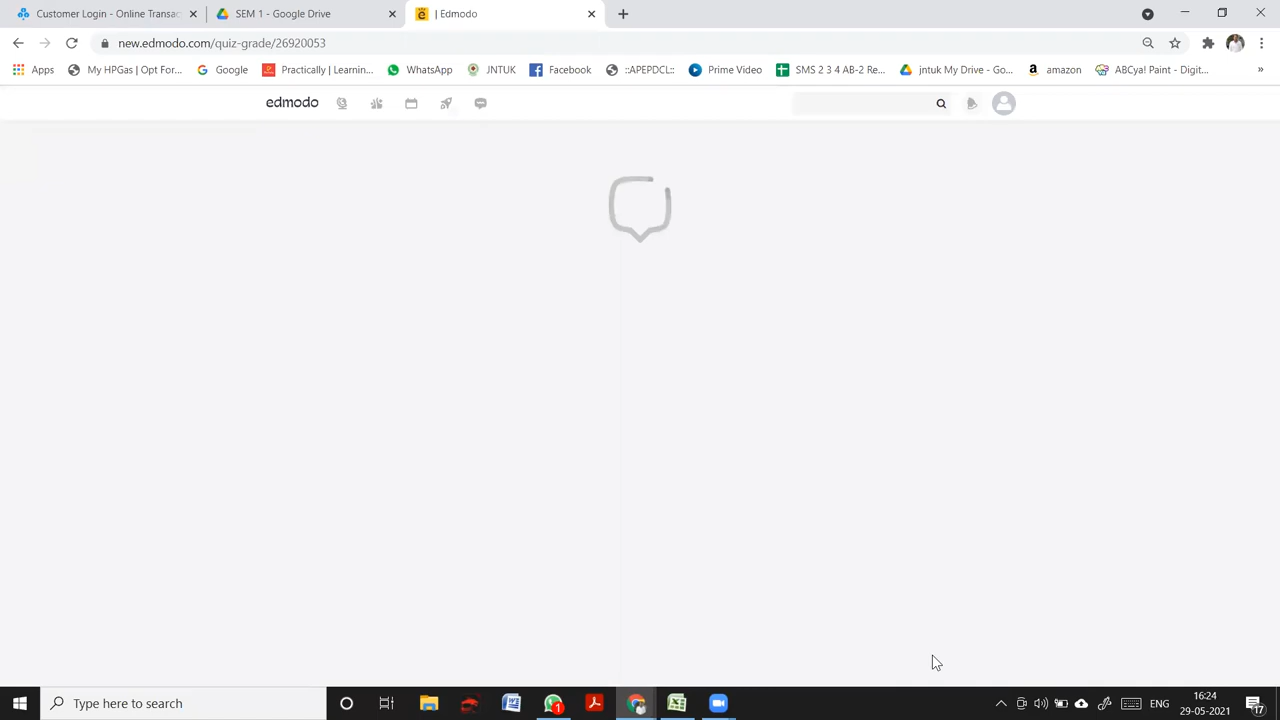 Customer Login - Online Transac
SEM 1 - Google Drive
| Edmodo
new.edmodo.com/quiz-grade/26920053
Apps
My HPGas | Opt For...
Google
Practically | Learnin...
WhatsApp
JNTUK
Facebook
::APEPDCL::
Prime Video
SMS 2 3 4 AB-2 Re...
jntuk My Drive - Go...
amazon
ABCya! Paint - Digit...
»
edmodo
Type here to search
1
ENG
16:24
29-05-2021
17